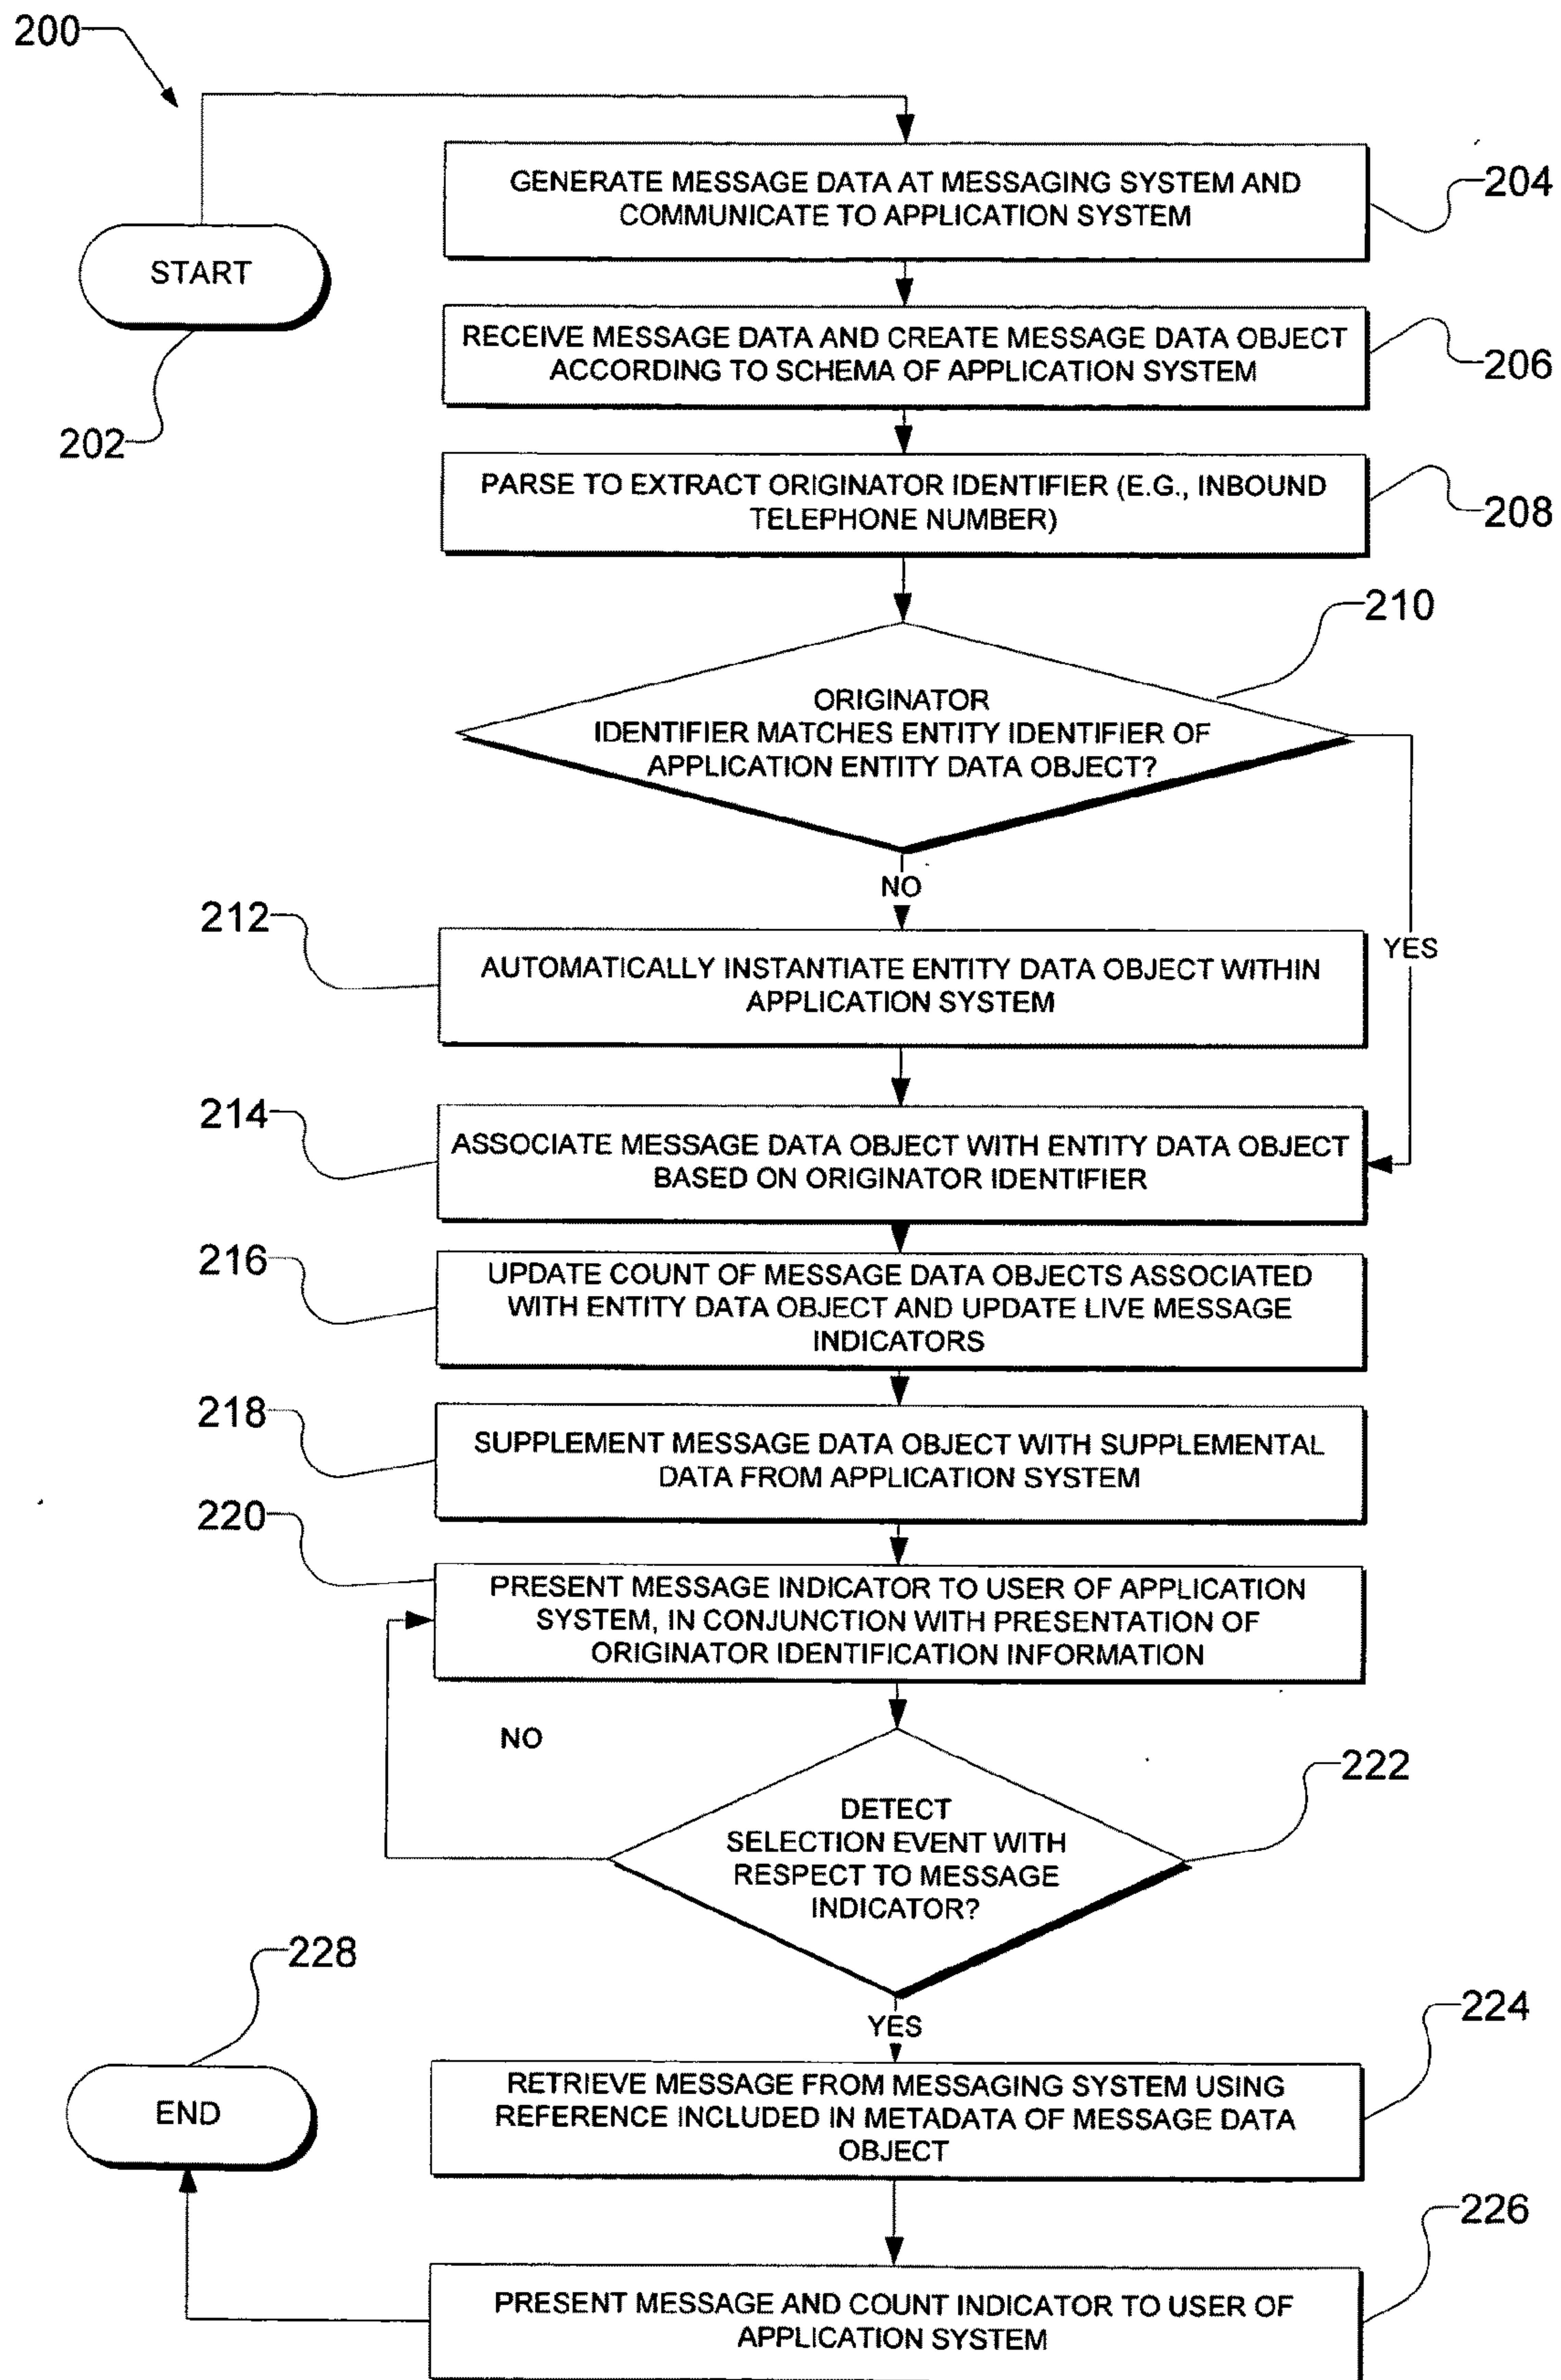 200
GENERATE MESSAGE DATA AT MESSAGING SYSTEM AND
COMMUNICATE TO APPLICATION SYSTEM
204
START
202
RECEIVE MESSAGE DATA AND CREATE MESSAGE DATA OBJECT
ACCORDING TO SCHEMA OF APPLICATION SYSTEM
206
PARSE TO EXTRACT ORIGINATOR IDENTIFIER (E.G., INBOUND
TELEPHONE NUMBER)
208
210
ORIGINATOR
IDENTIFIER MATCHES ENTITY IDENTIFIER OF
APPLICATION ENTITY DATA OBJECT?
NO
YES
212
AUTOMATICALLY INSTANTIATE ENTITY DATA OBJECT WITHIN
APPLICATION SYSTEM
214
ASSOCIATE MESSAGE DATA OBJECT WITH ENTITY DATA OBJECT
BASED ON ORIGINATOR IDENTIFIER
216
UPDATE COUNT OF MESSAGE DATA OBJECTS ASSOCIATED
WITH ENTITY DATA OBJECT AND UPDATE LIVE MESSAGE
INDICATORS
218
SUPPLEMENT MESSAGE DATA OBJECT WITH SUPPLEMENTAL
DATA FROM APPLICATION SYSTEM
220
PRESENT MESSAGE INDICATOR TO USER OF APPLICATION
SYSTEM, IN CONJUNCTION WITH PRESENTATION OF
ORIGINATOR IDENTIFICATION INFORMATION
NO
222
DETECT
SELECTION EVENT WITH
RESPECT TO MESSAGE
INDICATOR?
YES
228
END
224
RETRIEVE MESSAGE FROM MESSAGING SYSTEM USING
REFERENCE INCLUDED IN METADATA OF MESSAGE DATA
OBJECT
226
PRESENT MESSAGE AND COUNT INDICATOR TO USER OF
APPLICATION SYSTEM